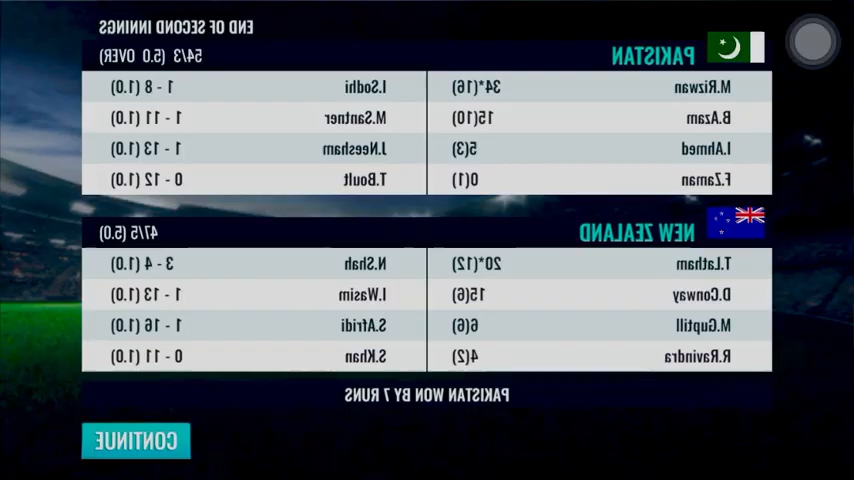 END OF SECOND INNINGS
PAKISTAN 54/3 (5.0 OVER)
M.Rizwan 34*(16) I.Sodhi 1 - 8 (1.0)
B.Azam 15(10) M.Santner 1 - 11 (1.0)
I.Ahmed 5(3) J.Neesham 1 - 13 (1.0)
F.Zaman 0(1) T.Boult 0 - 12 (1.0)
NEW ZEALAND 47/5 (5.0)
T.Latham 20*(12) N.Shah 3 - 4 (1.0)
D.Conway 15(6) I.Wasim 1 - 13 (1.0)
M.Guptill 6(6) S.Afridi 1 - 16 (1.0)
R.Ravindra 4(2) S.Khan 0 - 11 (1.0)
PAKISTAN WON BY 7 RUNS
CONTINUE